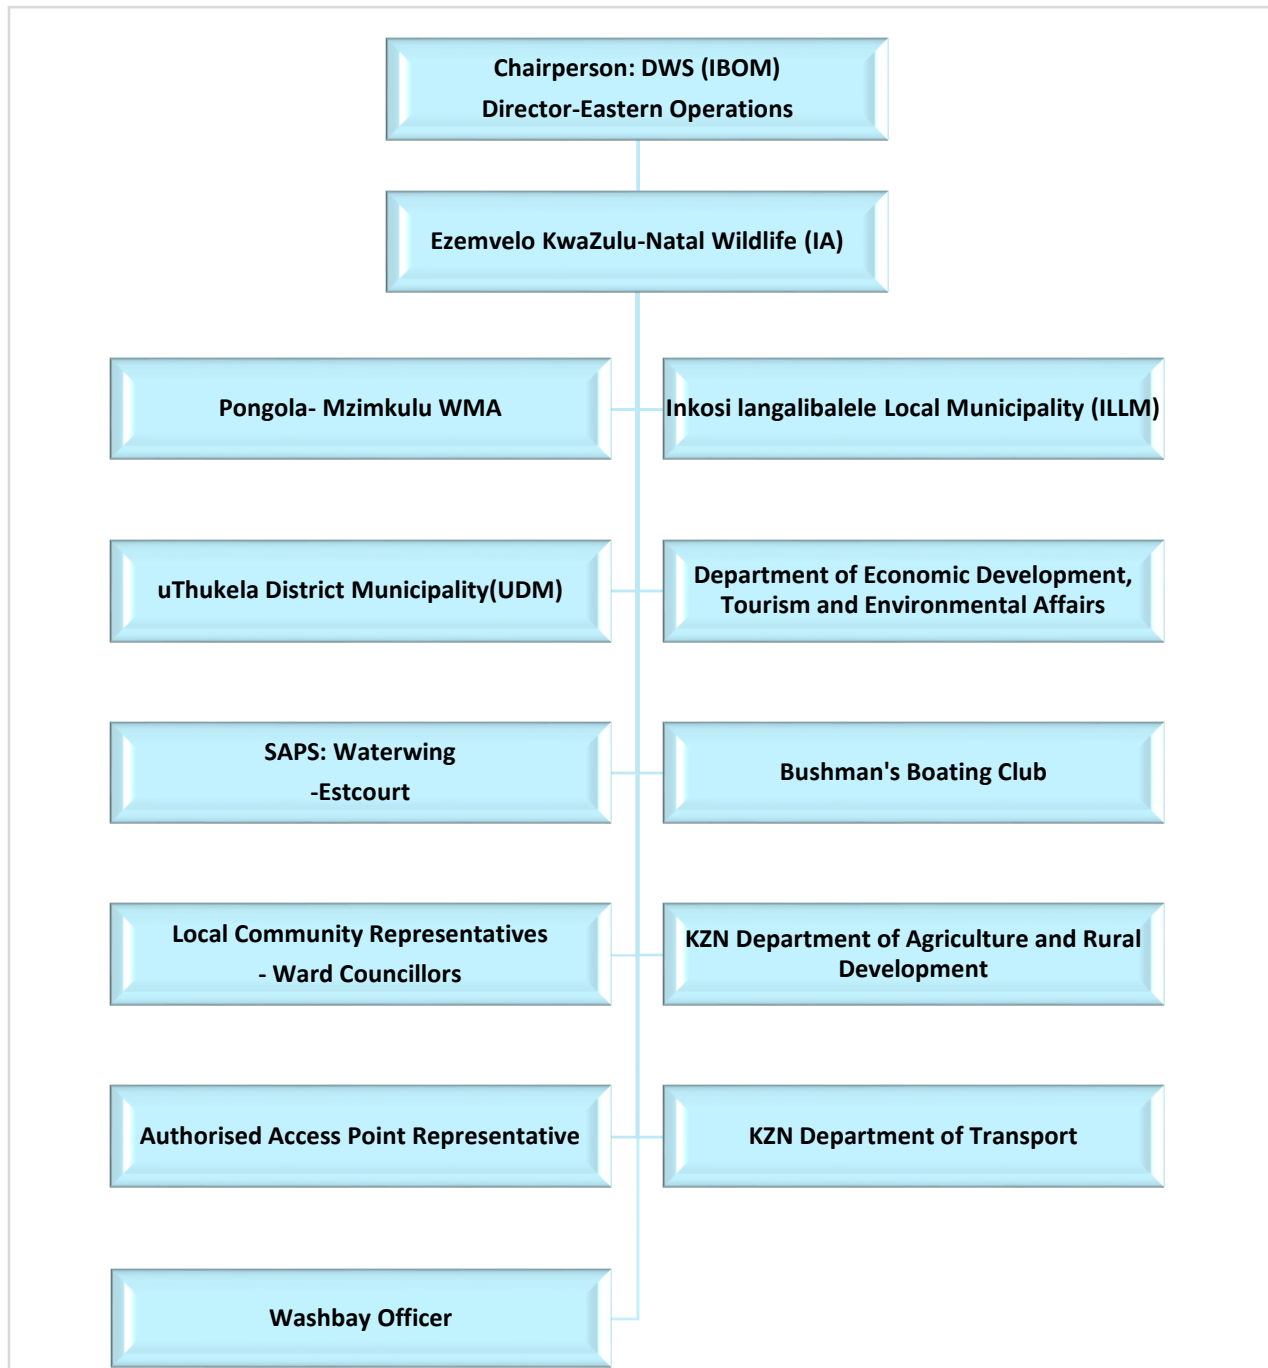 Chairperson: DWS (IBOM)
Director-Eastern Operations
Ezemvelo KwaZulu-Natal Wildlife (IA)
Pongola- Mzimkulu WMA
Inkosi langalibalele Local Municipality (ILLM)
uThukela District Municipality(UDM)
Department of Economic Development,
Tourism and Environmental Affairs
SAPS: Waterwing
-Estcourt
Bushman's Boating Club
Local Community Representatives
- Ward Councillors
KZN Department of Agriculture and Rural
Development
Authorised Access Point Representative
KZN Department of Transport
Washbay Officer